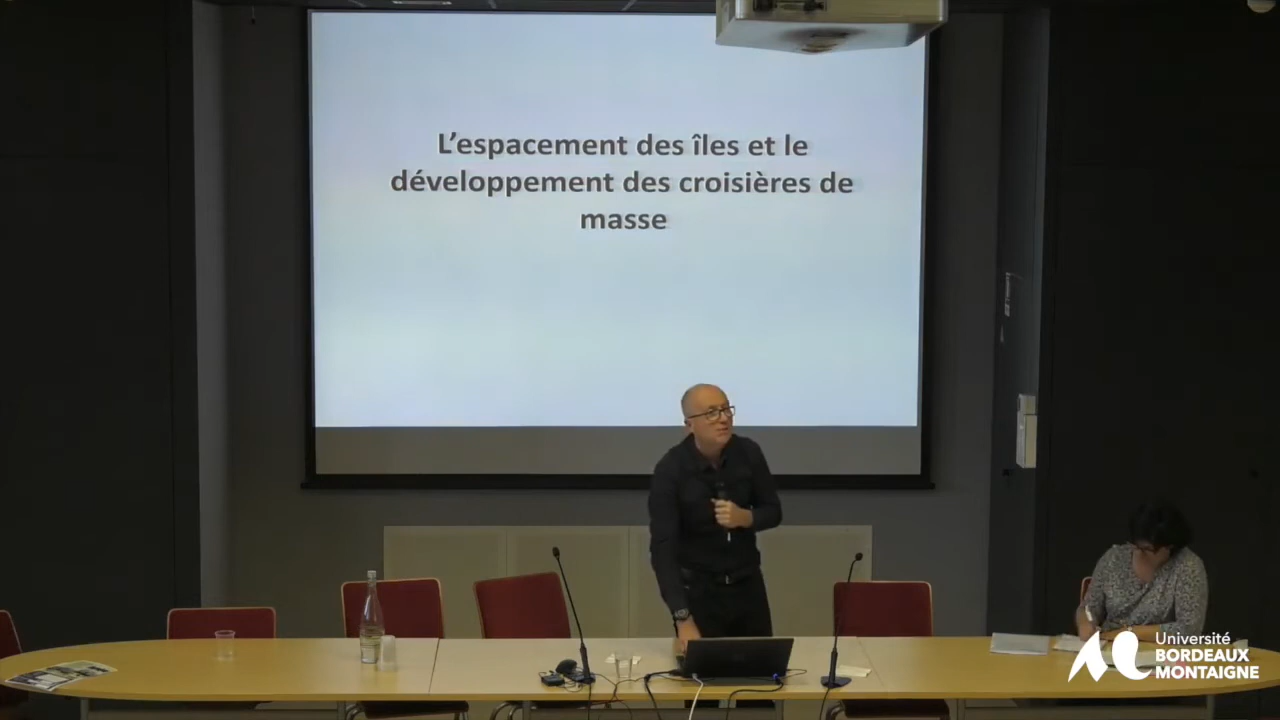 L'espacement des îles et le
développement des croisières de
masse
Université
BORDEAUX
MONTAIGNE